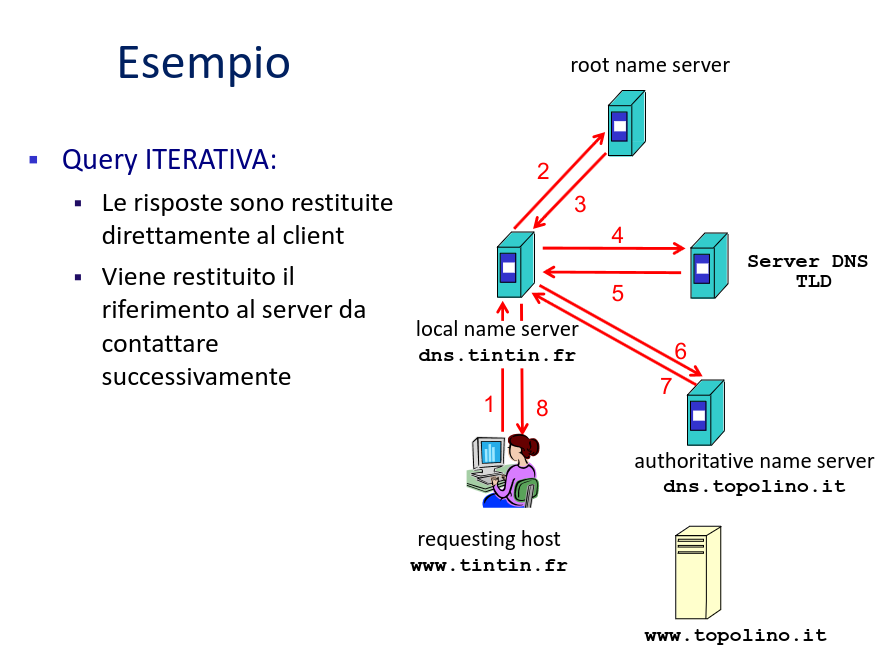 Esempio
Query ITERATIVA:
Le risposte sono restituite
direttamente al client
Viene restituito il
riferimento al server da
contattare
successivamente
root name server
2
3
4
Server DNS
TLD
5
local name server
dns.tintin.fr
6
7
1
8
authoritative name server
dns.topolino.it
requesting host
www.tintin.fr
www.topolino.it